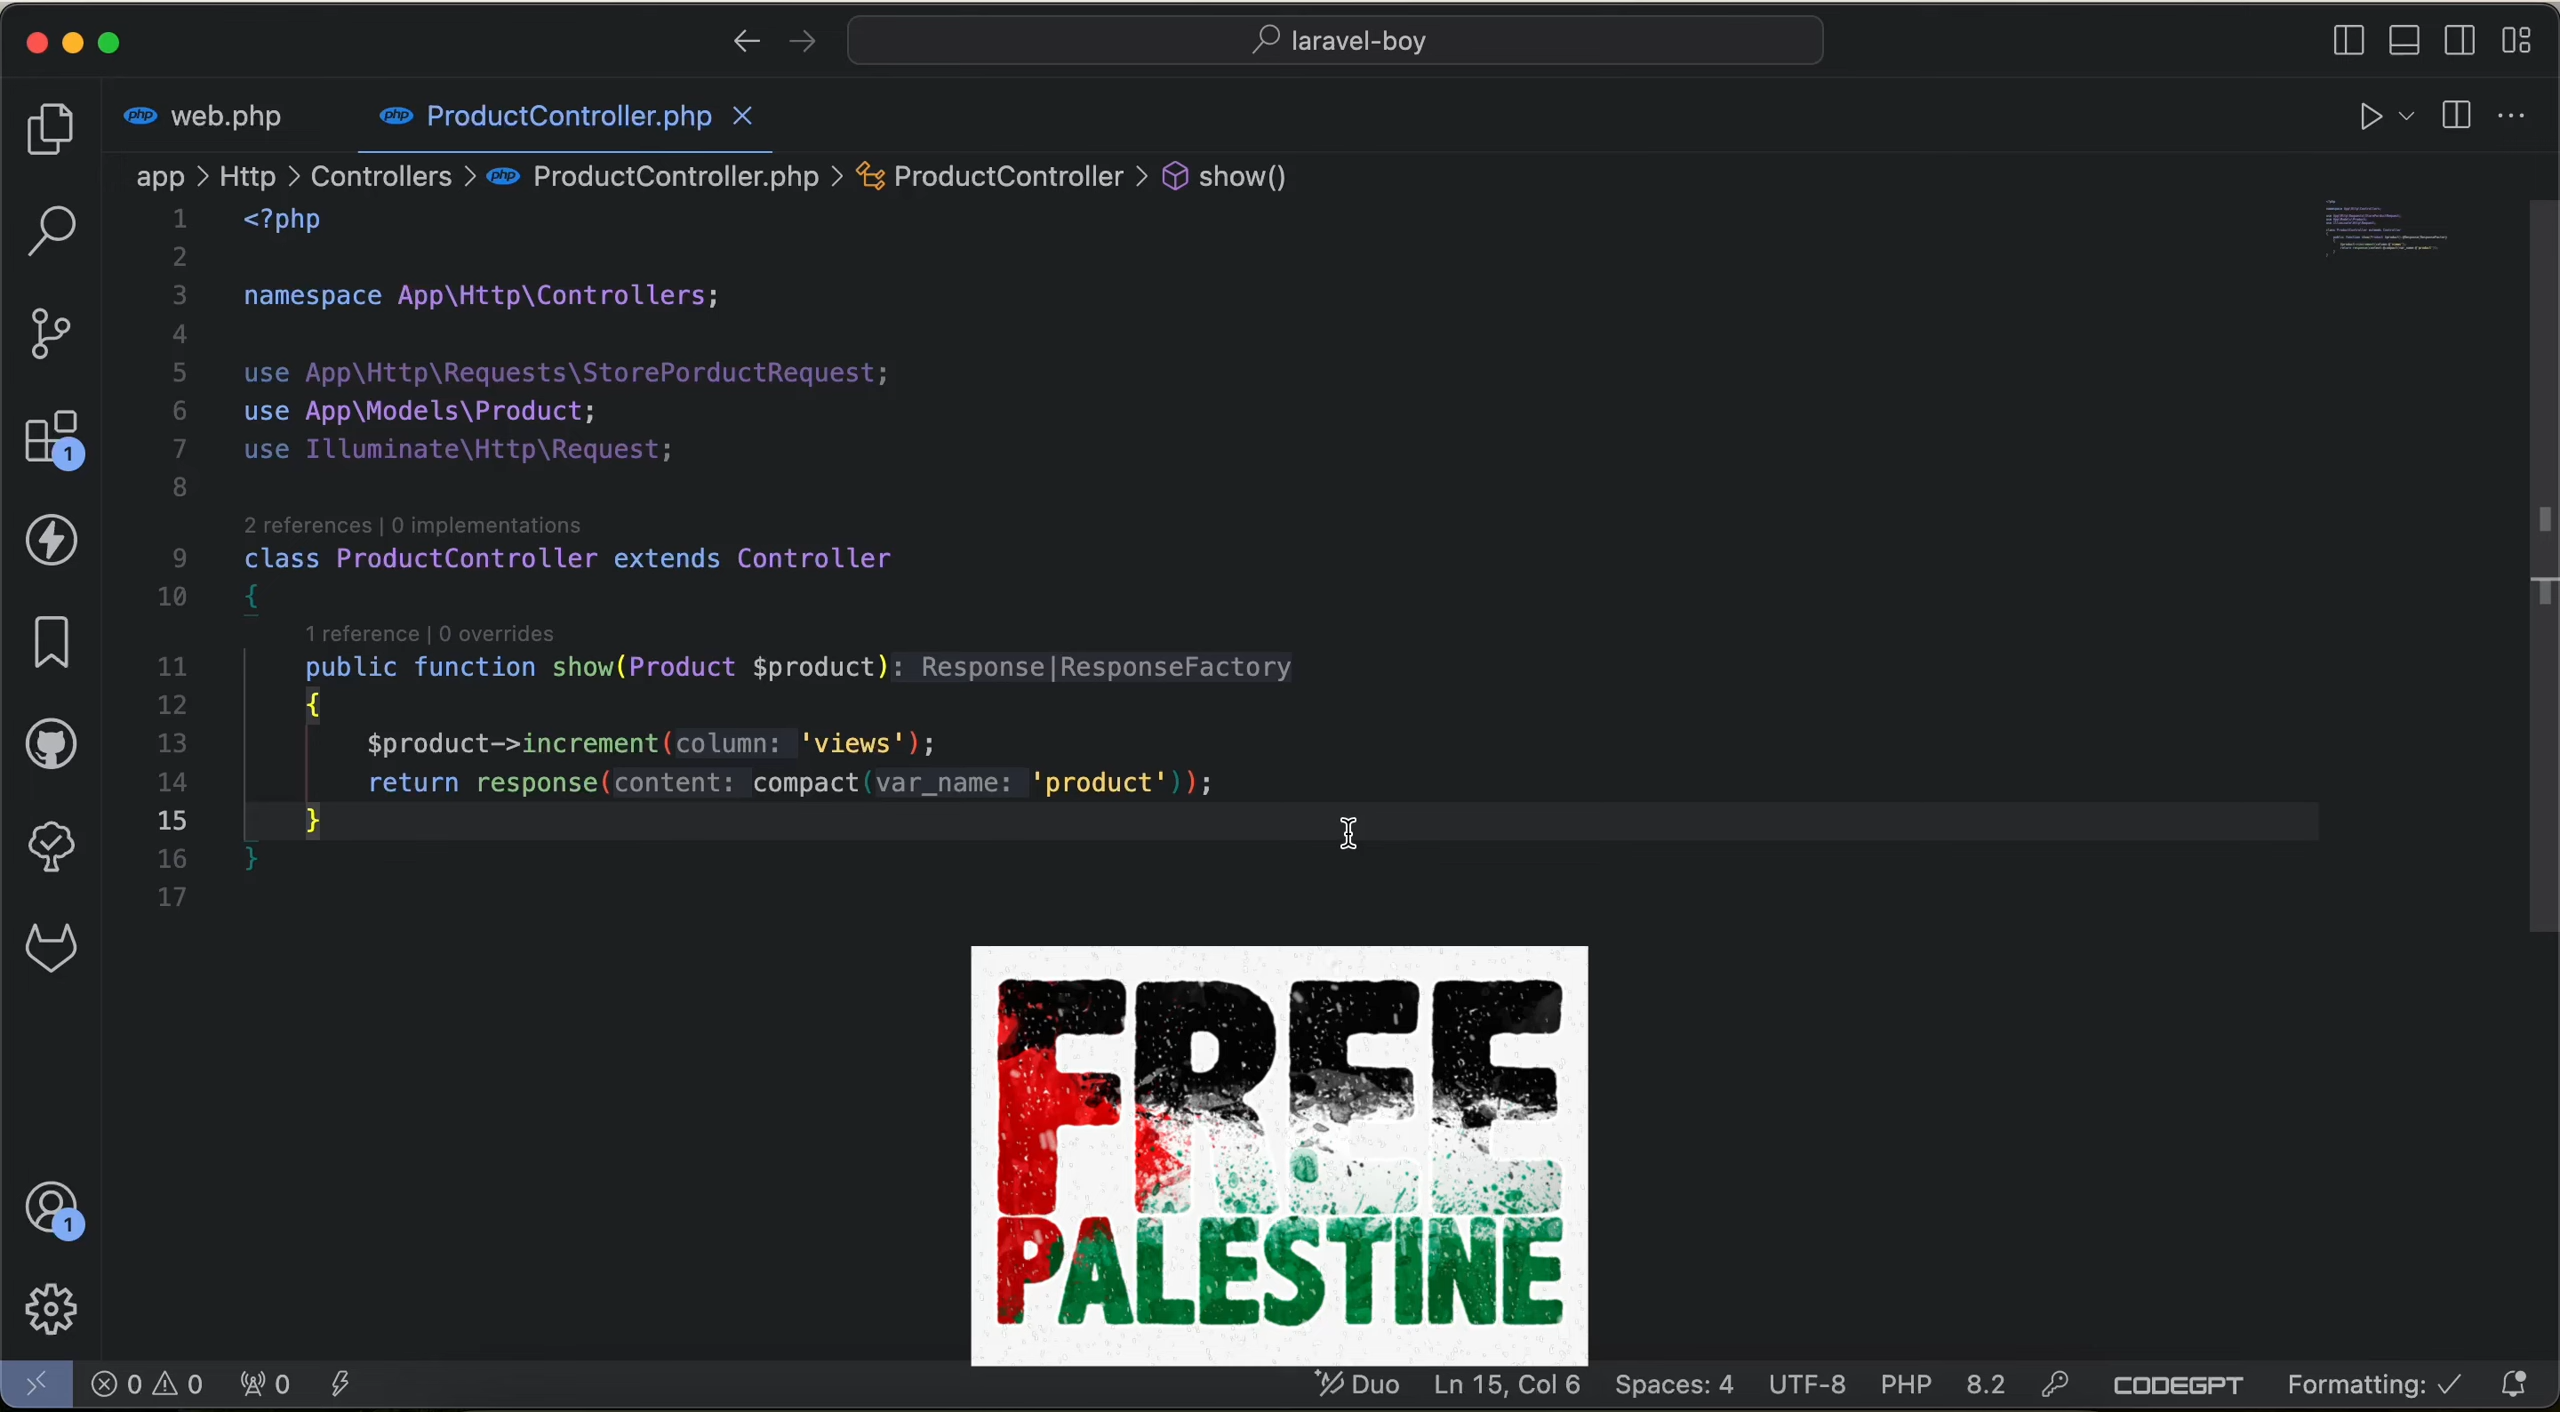 laravel-boy
php web.php
php ProductController.php
app > Http > Controllers > php ProductController.php > ProductController > show()
1 <?php
2
3 namespace App\Http\Controllers;
4
5 use App\Http\Requests\StorePorductRequest;
6 use App\Models\Product;
7 use Illuminate\Http\Request;
8
2 references | 0 implementations
9 class ProductController extends Controller
10 {
1 reference | 0 overrides
11 public function show(Product $product): Response|ResponseFactory
12 {
13 $product->increment(column: 'views');
14 return response(content: compact(var_name: 'product'));
15 }
16 }
17
1
1
FREE
PALESTINE
0 0 0 Duo Ln 15, Col 6 Spaces: 4 UTF-8 PHP 8.2 CODEGPT Formatting: ✓